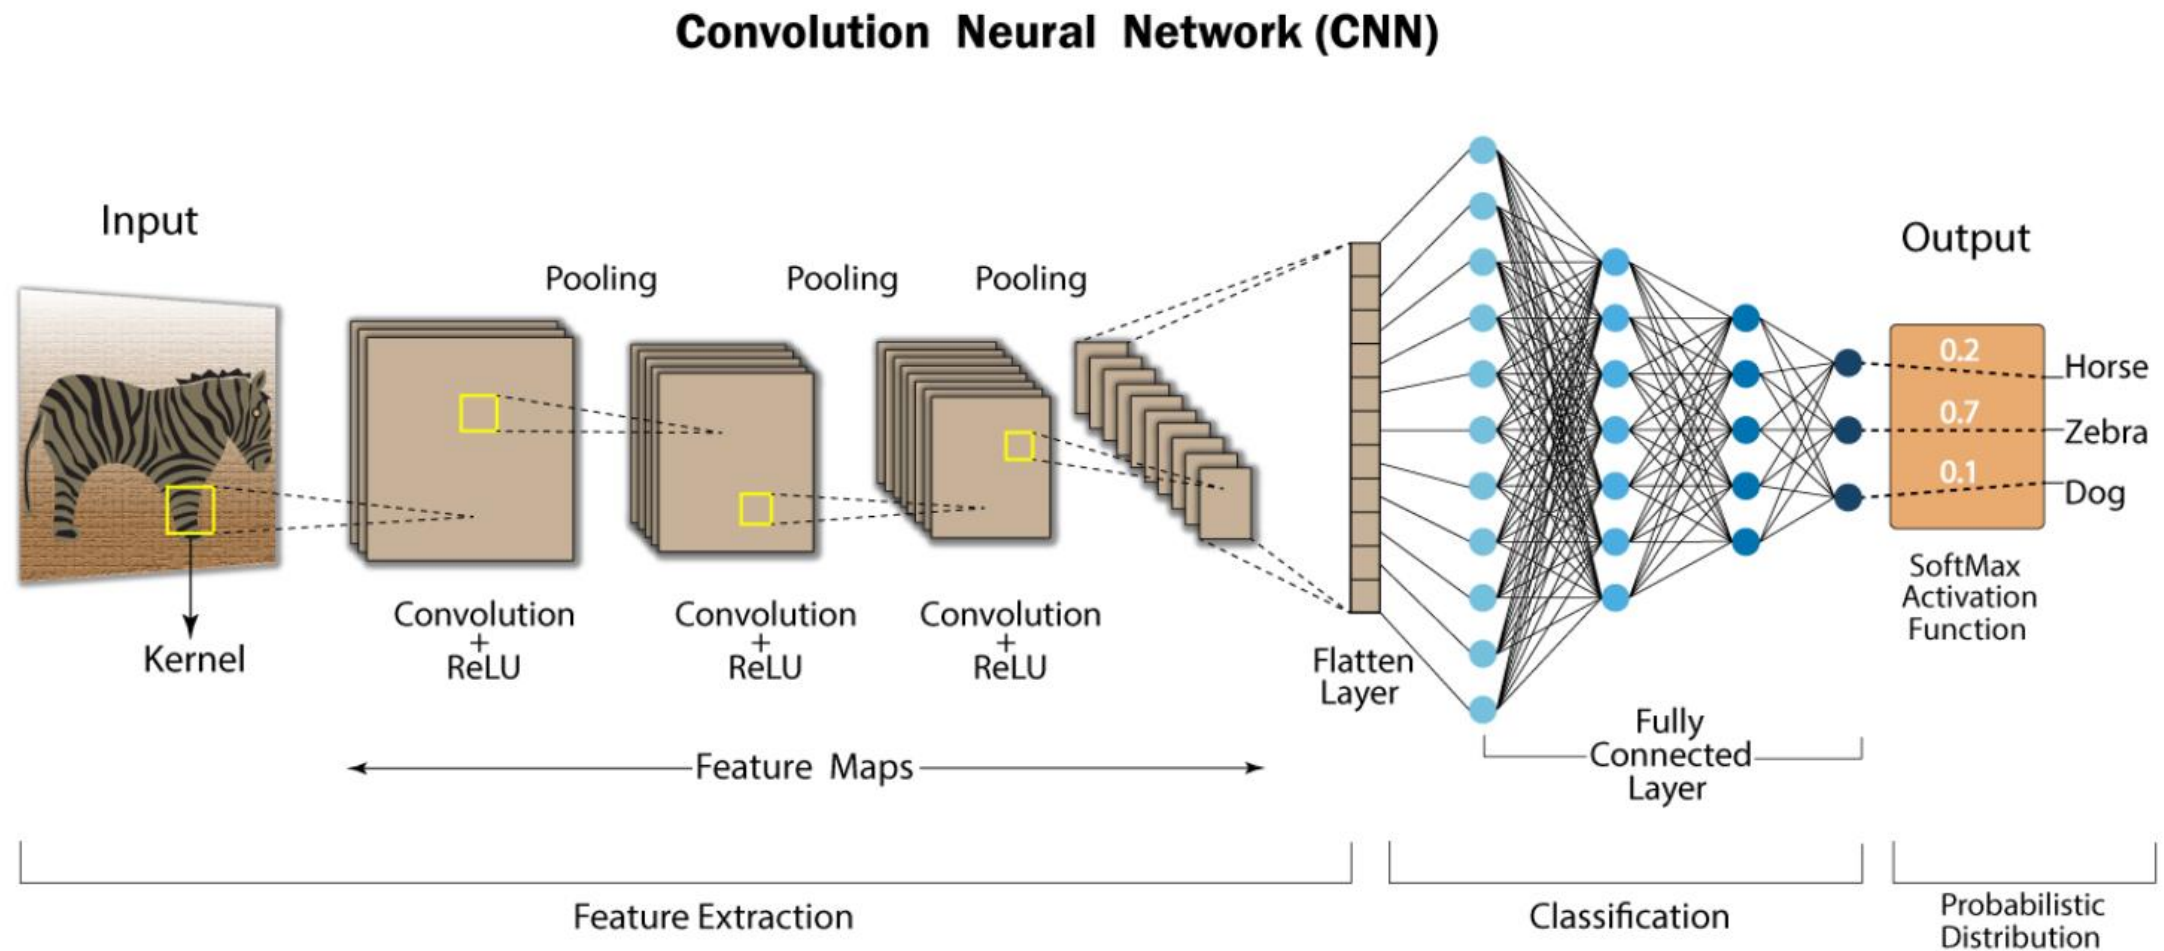 Convolution Neural Network (CNN)
Input
Pooling
Pooling
Pooling
Output
0.2
Horse
0.7
Zebra
0.1
Dog
SoftMax
Activation
Function
Kernel
Convolution
+
ReLU
Convolution
+
ReLU
Convolution
+
ReLU
Flatten
Layer
Fully
Connected
Layer
Feature Maps
Feature Extraction
Classification
Probabilistic
Distribution